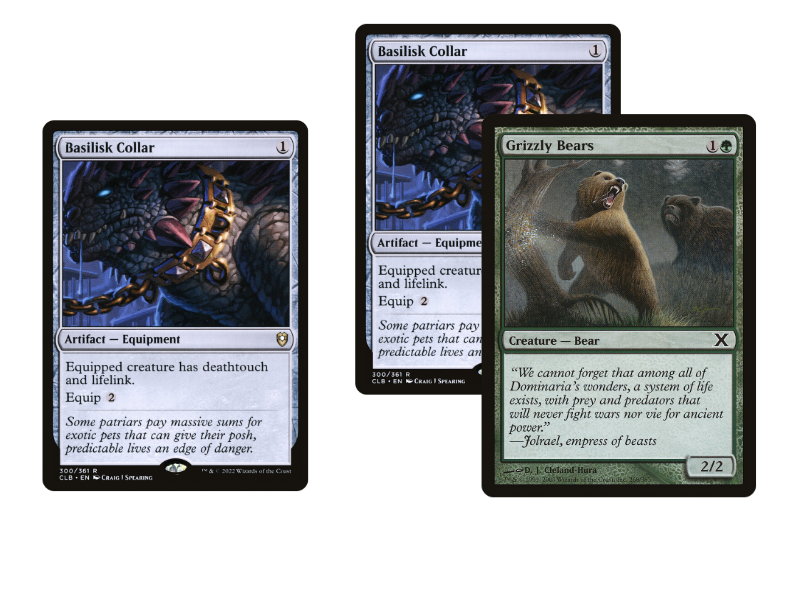 Basilisk Collar 1
Artifact — Equipment
Equipped creature has deathtouch
and lifelink.
Equip 2
Some patriars pay massive sums for
exotic pets that can give their posh,
predictable lives an edge of danger.
300/361 R
CLB • EN Craig J Spearing
™ & © 2022 Wizards of the Coast
Basilisk Collar 1
Artifact — Equipme
Equipped creatur
and lifelink.
Equip 2
Some patriars pay
exotic pets that can
predictable lives an
300/361 R
CLB • EN Craig J Spearing
Grizzly Bears 1
Creature — Bear X
“We cannot forget that among all of
Dominaria’s wonders, a system of life
exists, with prey and predators that
will never fight wars nor vie for ancient
power.”
—Jolrael, empress of beasts
2/2
D. J. Cleland-Hura